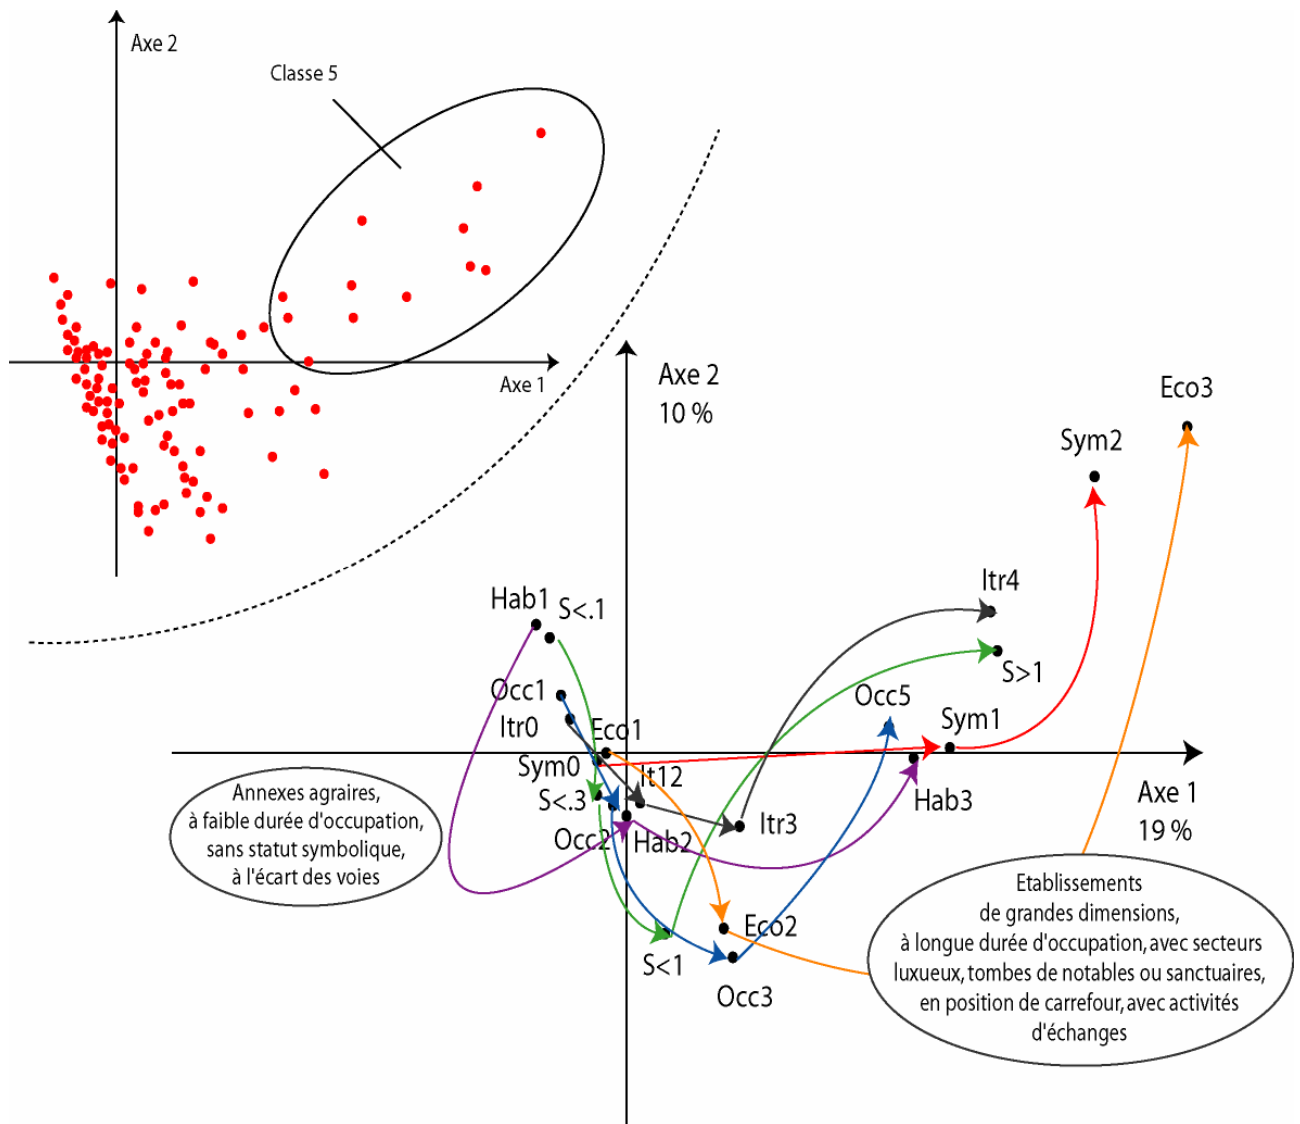 Axe 2
Classe 5
Axe 1
Axe 2
10 %
Eco3
Sym2
Itr4
Hab1
S<.1
S>1
Occ1
Occ5
Itr0
Eco1
Sym1
Sym0
It12
S<.3
Hab3
Axe 1
19 %
Itr3
Occ2
Hab2
Annexes agraires,
à faible durée d'occupation,
sans statut symbolique,
à l'écart des voies
Eco2
S<1
Occ3
Etablissements
de grandes dimensions,
à longue durée d'occupation, avec secteurs
luxueux, tombes de notables ou sanctuaires,
en position de carrefour, avec activités
d'échanges